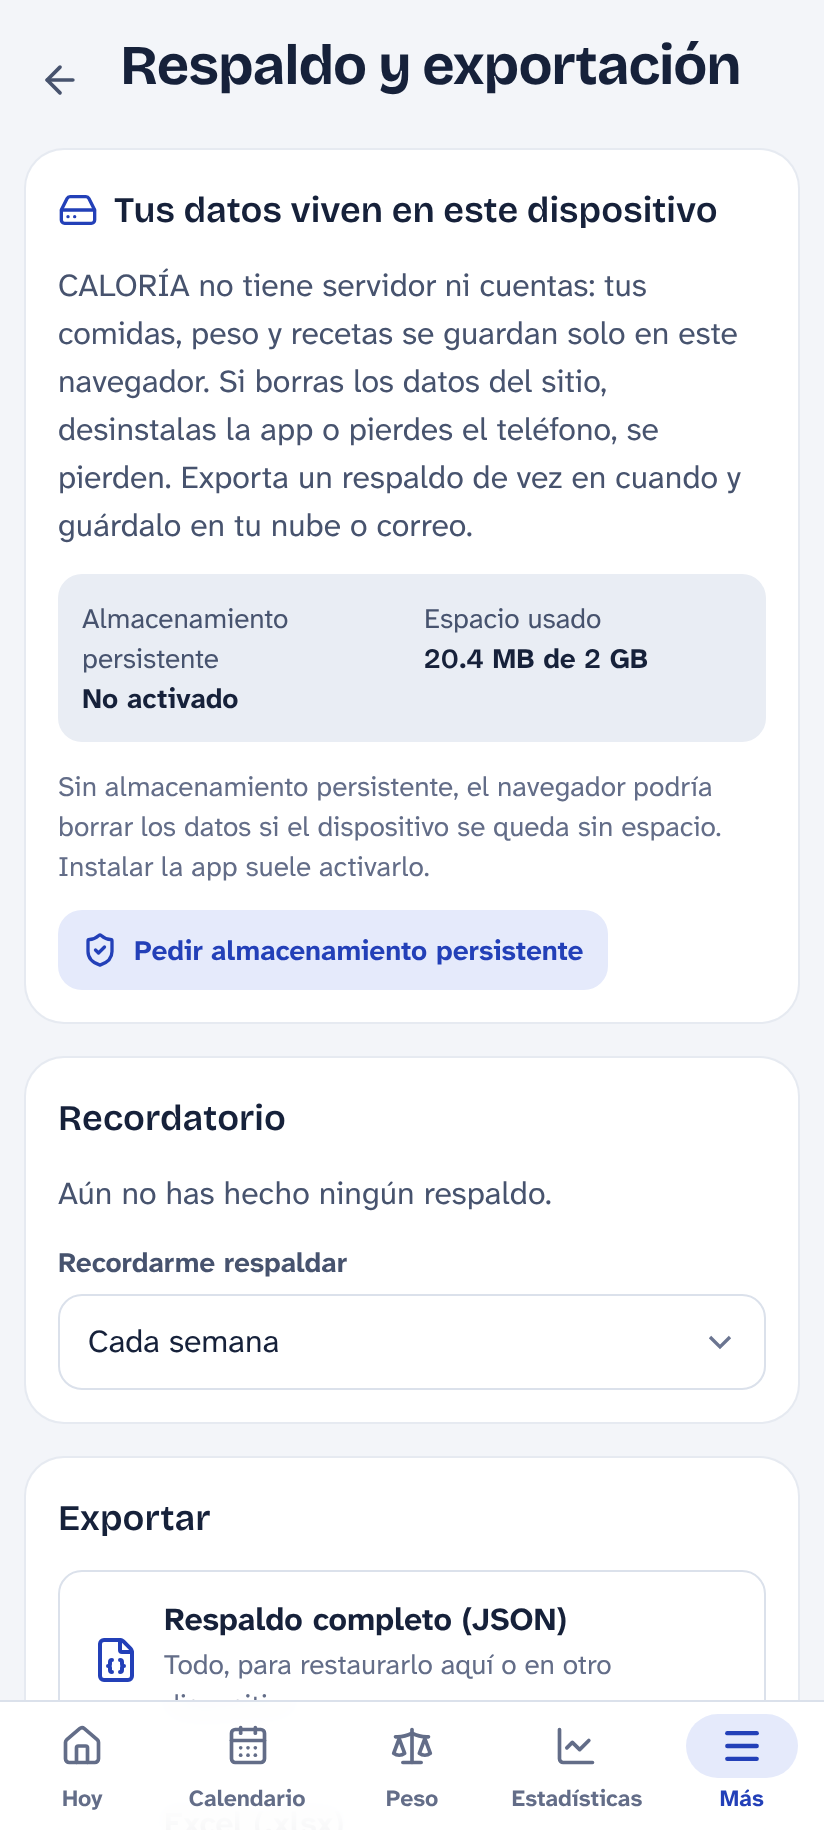 Respaldo y exportación
Tus datos viven en este dispositivo
CALORÍA no tiene servidor ni cuentas: tus
comidas, peso y recetas se guardan solo en este
navegador. Si borras los datos del sitio,
desinstalas la app o pierdes el teléfono, se
pierden. Exporta un respaldo de vez en cuando y
guárdalo en tu nube o correo.
Almacenamiento
persistente
No activado
Espacio usado
20.4 MB de 2 GB
Sin almacenamiento persistente, el navegador podría
borrar los datos si el dispositivo se queda sin espacio.
Instalar la app suele activarlo.
Pedir almacenamiento persistente
Recordatorio
Aún no has hecho ningún respaldo.
Recordarme respaldar
Cada semana
Exportar
Respaldo completo (JSON)
Todo, para restaurarlo aquí o en otro
Hoy
Calendario
Peso
Estadísticas
Más
Excel (.xlsx)